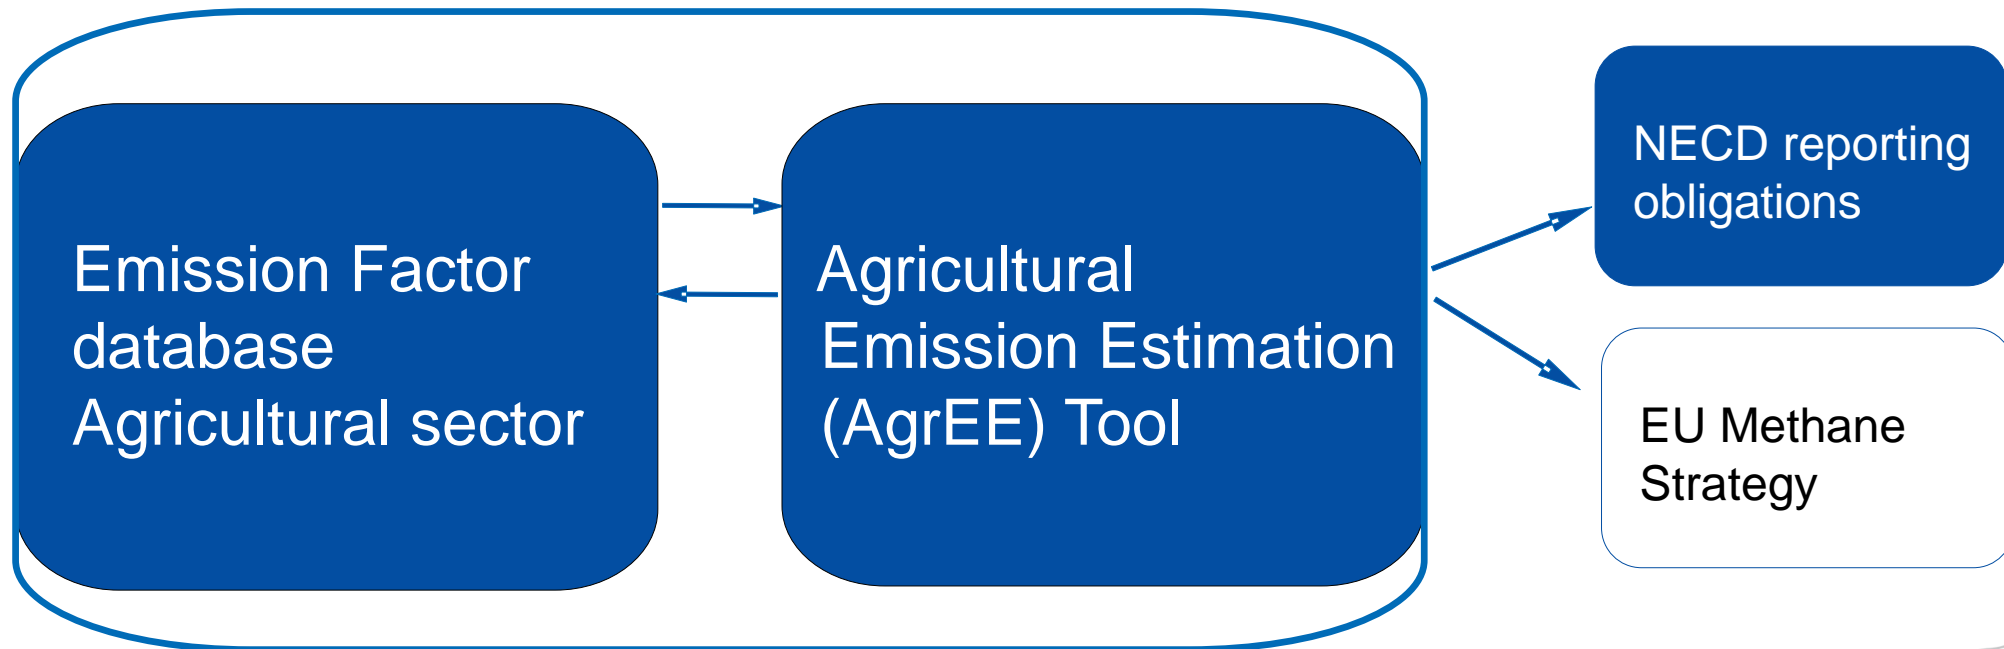 Emission Factor
database
Agricultural sector
Agricultural
Emission Estimation
(AgrEE) Tool
NECD reporting
obligations
EU Methane
Strategy